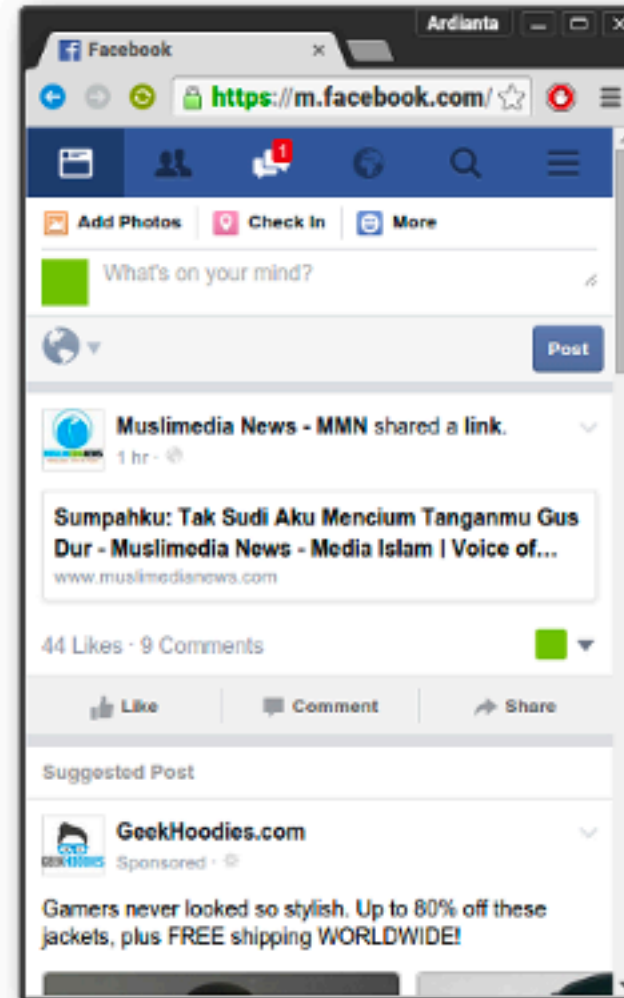 Ardianta
Facebook
https://m.facebook.com/
1
Add Photos Check In More
What's on your mind?
Post
Muslimedia News - MMN shared a link.
1 hr ·
Sumpahku: Tak Sudi Aku Mencium Tanganmu Gus
Dur - Muslimedia News - Media Islam | Voice of...
www.muslimedianews.com
44 Likes · 9 Comments
Like Comment Share
Suggested Post
GeekHoodies.com
Sponsored ·
Gamers never looked so stylish. Up to 80% off these
jackets, plus FREE shipping WORLDWIDE!